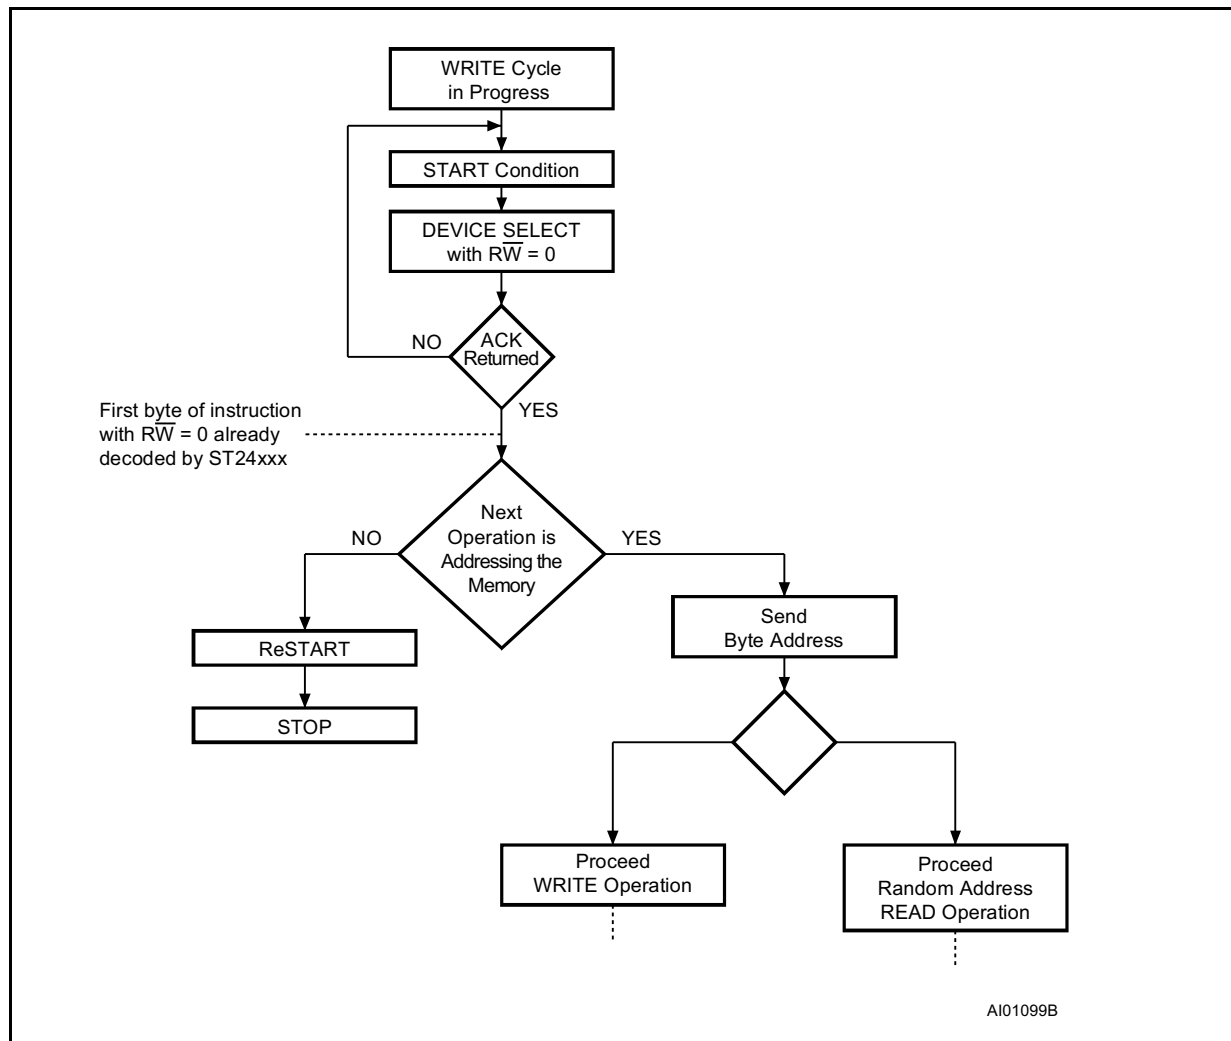 WRITE Cycle
in Progress
START Condition
DEVICE SELECT
with RW̅ = 0
ACK
Returned
NO
YES
First byte of instruction
with RW̅ = 0 already
decoded by ST24xxx
Next
Operation is
Addressing the
Memory
NO
YES
Send
Byte Address
ReSTART
STOP
Proceed
WRITE Operation
Proceed
Random Address
READ Operation
AI01099B